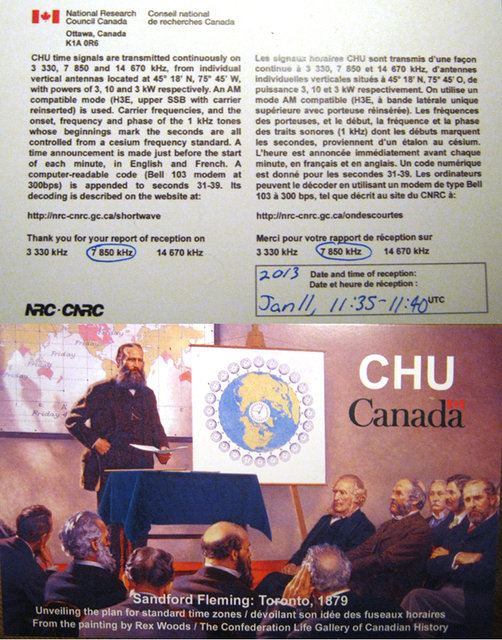 National Research Council Canada
Conseil national de recherches Canada
Ottawa, Canada
K1A 0R6
CHU time signals are transmitted continuously on
3 330, 7 850 and 14 670 kHz, from individual
vertical antennas located at 45° 18' N, 75° 45' W,
with powers of 3, 10 and 3 kW respectively. An AM
compatible mode (H3E, upper SSB with carrier
reinserted) is used. Carrier frequencies, and the
onset, frequency and phase of the 1 kHz tones
whose beginnings mark the seconds are all
controlled from a cesium frequency standard. A
time announcement is made just before the start
of each minute, in English and French. A
computer-readable code (Bell 103 modem at
300bps) is appended to seconds 31-39. Its
decoding is described on the website at:
http://nrc-cnrc.gc.ca/shortwave
Thank you for your report of reception on
3 330 kHz 7 850 kHz 14 670 kHz
Les signaux horaires CHU sont transmis d'une façon
continue à 3 330, 7 850 et 14 670 kHz, d'antennes
individuelles verticales situés à 45° 18' N, 75° 45' O, de
puissance 3, 10 et 3 kW respectivement. On utilise un
mode AM compatible (H3E, à bande latérale unique
supérieure avec porteuse réinsérée). Les fréquences
des porteuses, et le début, la fréquence et la phase
des traits sonores (1 kHz) dont les débuts marquent
les secondes, proviennent d'un étalon au césium.
L'heure est annoncée immédiatement avant chaque
minute, en français et en anglais. Un code numérique
est donné pour les secondes 31-39. Les ordinateurs
peuvent le décoder en utilisant un modem de type Bell
103 à 300 bps, tel que décrit au site du CNRC à:
http://nrc-cnrc.gc.ca/ondescourtes
Merci pour votre rapport de réception sur
3 330 kHz 7 850 kHz 14 670 kHz
2013 Date and time of reception:
Date et heure de réception :
Jan 11, 11:35-11:40 UTC
NRC·CNRC
Friday
Friday
Friday
Friday
Friday
CHU
Canada
Sandford Fleming: Toronto, 1879
Unveiling the plan for standard time zones / dévoilant son idée des fuseaux horaires
From the painting by Rex Woods / The Confederation Life Gallery of Canadian History